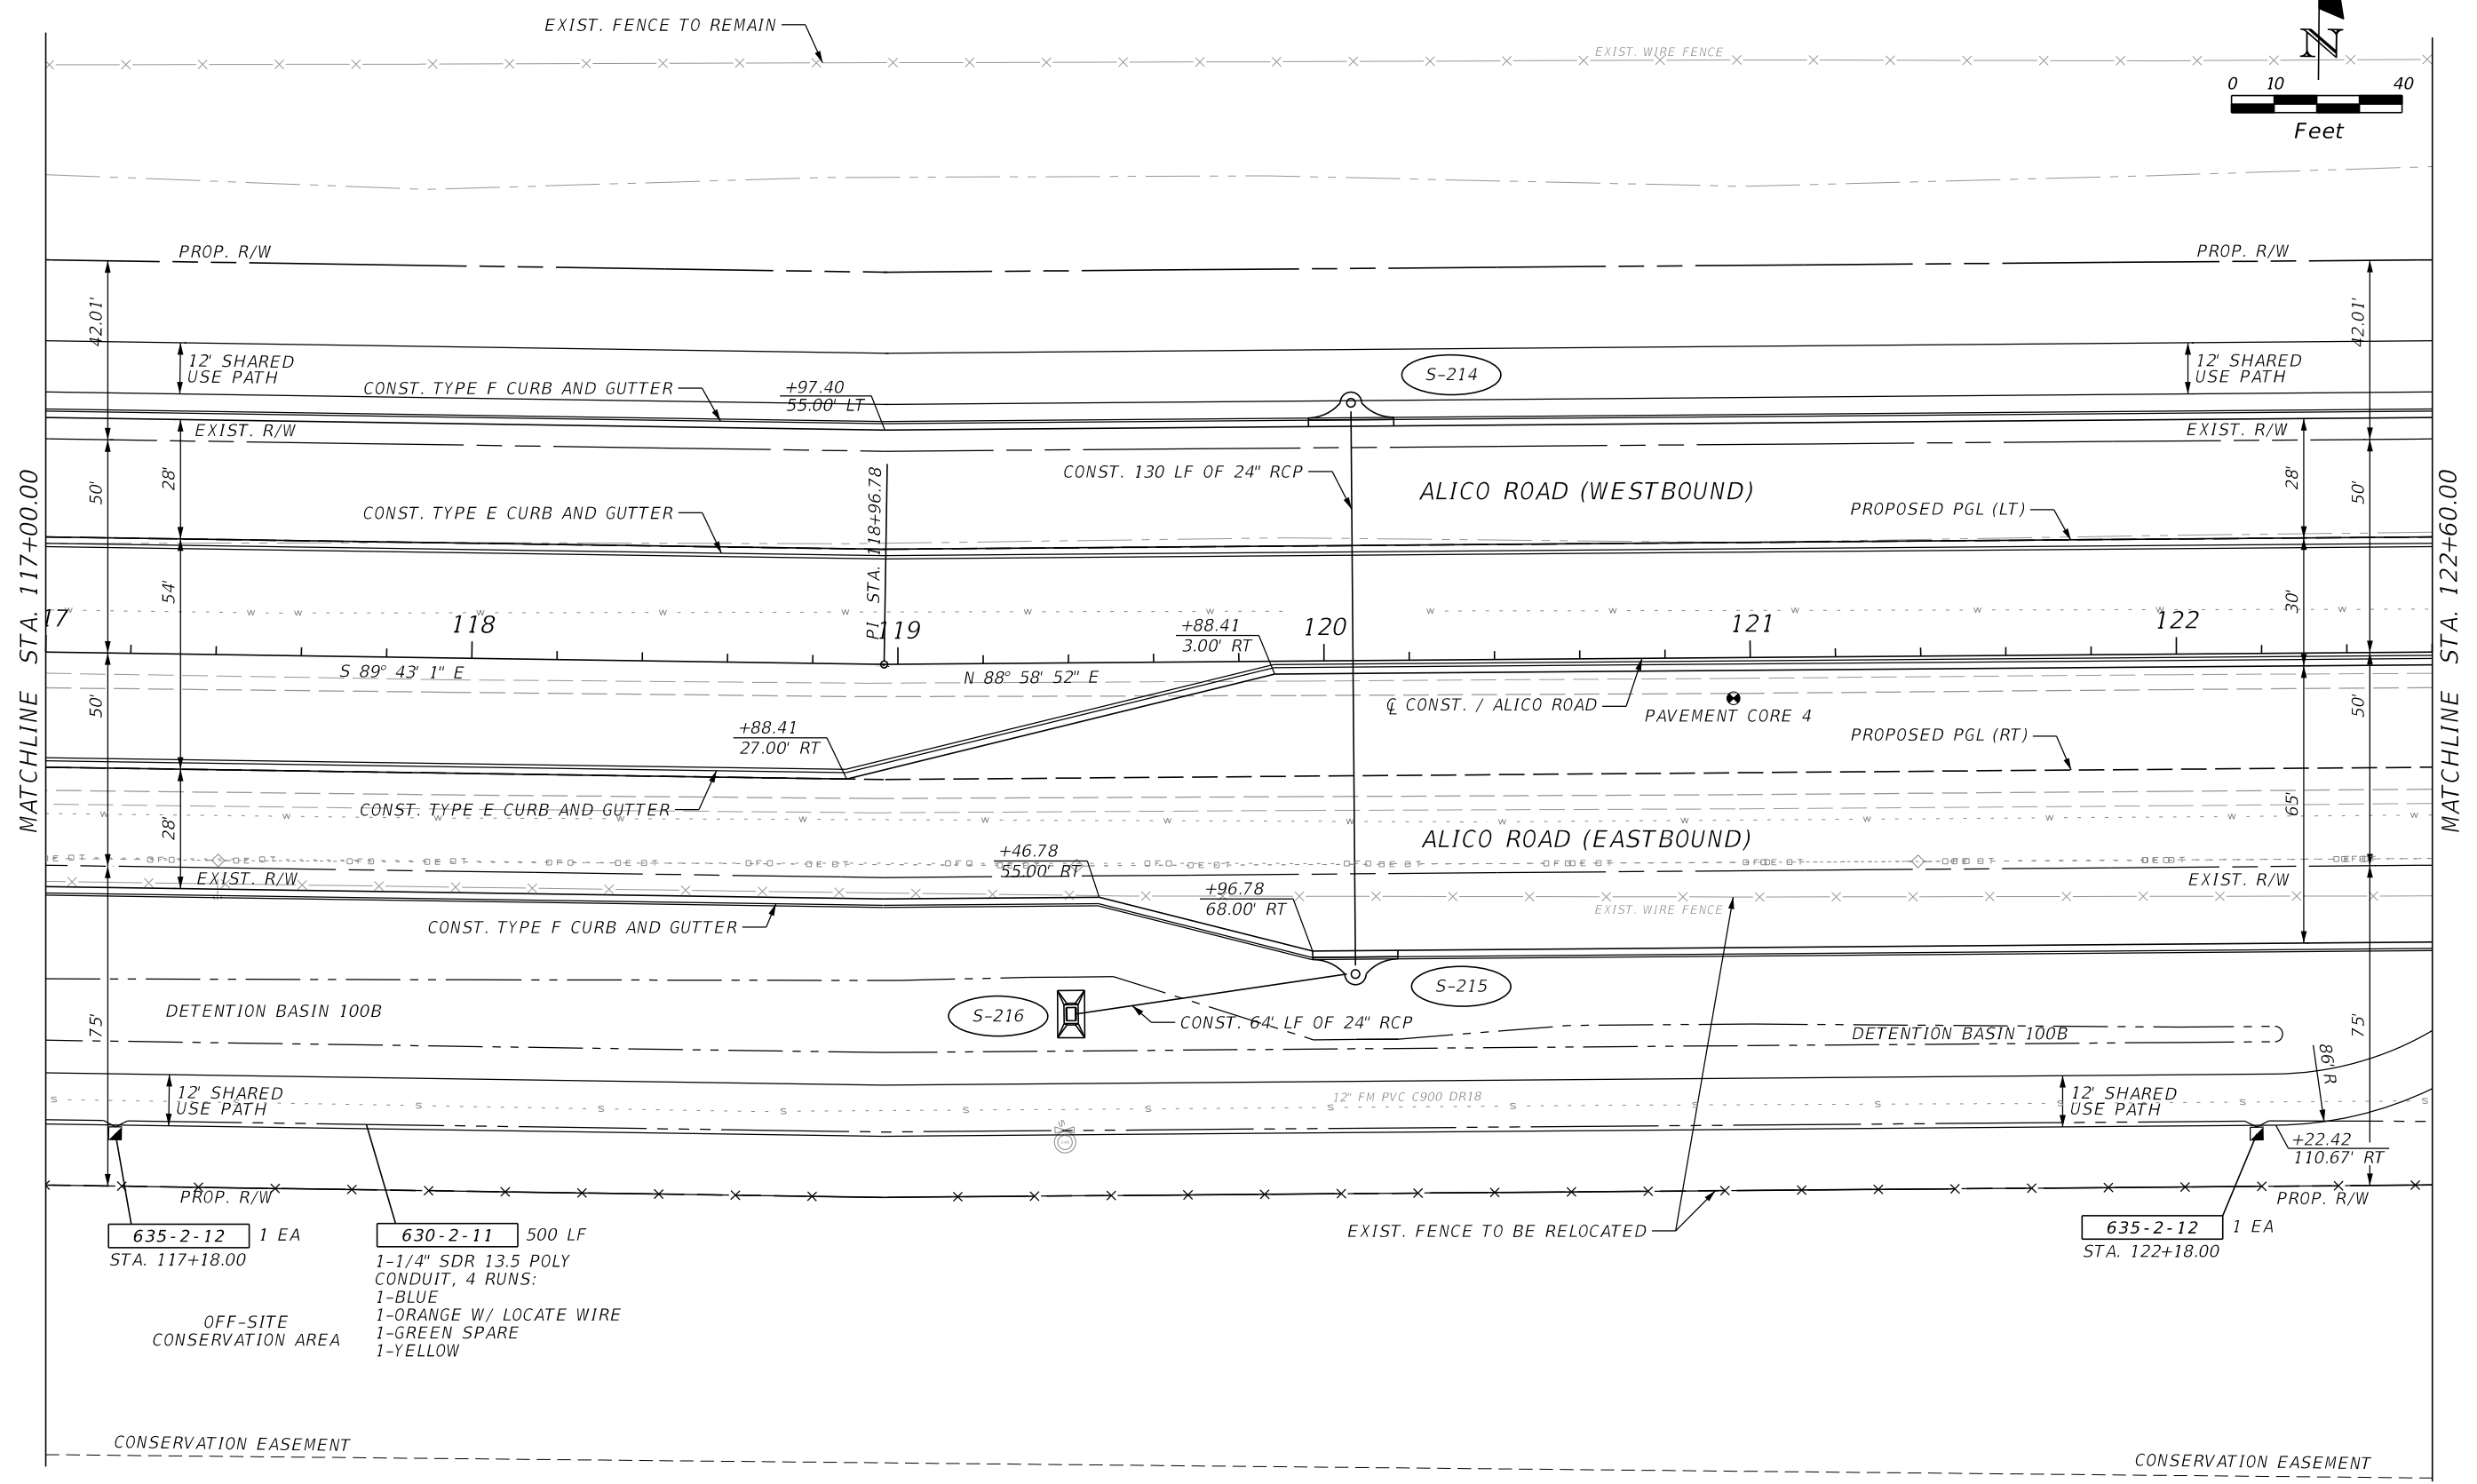 EXIST. FENCE TO REMAIN
EXIST. WIRE FENCE
N
0 10 40
Feet
PROP. R/W
PROP. R/W
42.01'
42.01'
12' SHARED
USE PATH
CONST. TYPE F CURB AND GUTTER
+97.40
55.00' LT
S-214
12' SHARED
USE PATH
EXIST. R/W
EXIST. R/W
50'
28'
CONST. 130 LF OF 24" RCP
ALICO ROAD (WESTBOUND)
28'
50'
CONST. TYPE E CURB AND GUTTER
PROPOSED PGL (LT)
PI STA. 118+96.78
MATCHLINE STA. 117+00.00
MATCHLINE STA. 122+60.00
54'
30'
17
118
119
+88.41
3.00' RT
120
121
122
S 89° 43' 1" E
N 88° 58' 52" E
50'
℄ CONST. / ALICO ROAD
PAVEMENT CORE 4
50'
+88.41
27.00' RT
PROPOSED PGL (RT)
CONST. TYPE E CURB AND GUTTER
28'
65'
ALICO ROAD (EASTBOUND)
+46.78
55.00' RT
EXIST. R/W
EXIST. R/W
+96.78
68.00' RT
EXIST. WIRE FENCE
CONST. TYPE F CURB AND GUTTER
S-215
DETENTION BASIN 100B
S-216
CONST. 64' LF OF 24" RCP
DETENTION BASIN 100B
75'
75'
86' R
12' SHARED
USE PATH
12" FM PVC C900 DR18
12' SHARED
USE PATH
+22.42
110.67' RT
PROP. R/W
PROP. R/W
635-2-12 1 EA
STA. 117+18.00
630-2-11 500 LF
1-1/4" SDR 13.5 POLY
CONDUIT, 4 RUNS:
1-BLUE
1-ORANGE W/ LOCATE WIRE
1-GREEN SPARE
1-YELLOW
EXIST. FENCE TO BE RELOCATED
635-2-12 1 EA
STA. 122+18.00
OFF-SITE
CONSERVATION AREA
CONSERVATION EASEMENT
CONSERVATION EASEMENT